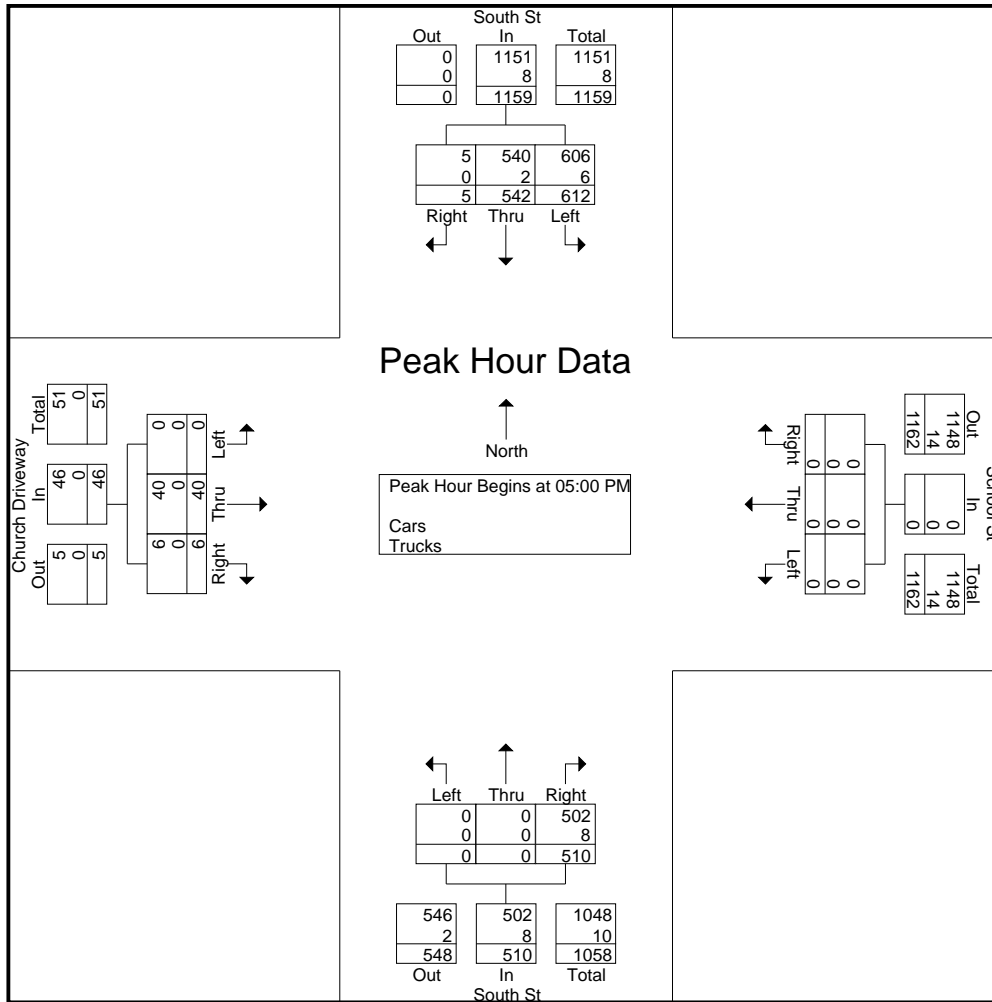 South St
Out In Total
0 1151 1151
0 8 8
0 1159 1159
5 540 606
0 2 6
5 542 612
Right Thru Left
Peak Hour Data
North
Peak Hour Begins at 05:00 PM
Cars
Trucks
Church Driveway
Out In Total
5 46 51
0 0 0
5 46 51
Right Thru Left
6 40 0
0 0 0
6 40 0
School St
Out In Total
1148 0 1148
14 0 14
1162 0 1162
Right Thru Left
0 0 0
0 0 0
0 0 0
Left Thru Right
0 0 502
0 0 8
0 0 510
546 502 1048
2 8 10
548 510 1058
Out In Total
South St